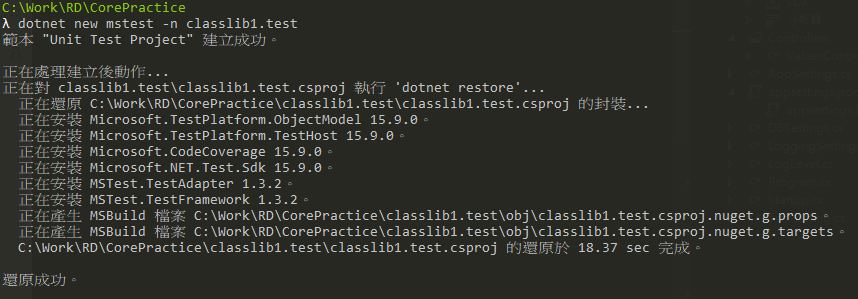 C:\Work\RD\CorePractice
λ dotnet new mstest -n classlib1.test
範本 "Unit Test Project" 建立成功。
正在處理建立後動作...
正在對 classlib1.test\classlib1.test.csproj 執行 'dotnet restore'...
正在還原 C:\Work\RD\CorePractice\classlib1.test\classlib1.test.csproj 的封裝...
正在安裝 Microsoft.TestPlatform.ObjectModel 15.9.0。
正在安裝 Microsoft.TestPlatform.TestHost 15.9.0。
正在安裝 Microsoft.CodeCoverage 15.9.0。
正在安裝 Microsoft.NET.Test.Sdk 15.9.0。
正在安裝 MSTest.TestAdapter 1.3.2。
正在安裝 MSTest.TestFramework 1.3.2。
正在產生 MSBuild 檔案 C:\Work\RD\CorePractice\classlib1.test\obj\classlib1.test.csproj.nuget.g.props。
正在產生 MSBuild 檔案 C:\Work\RD\CorePractice\classlib1.test\obj\classlib1.test.csproj.nuget.g.targets。
C:\Work\RD\CorePractice\classlib1.test\classlib1.test.csproj 的還原於 18.37 sec 完成。
還原成功。